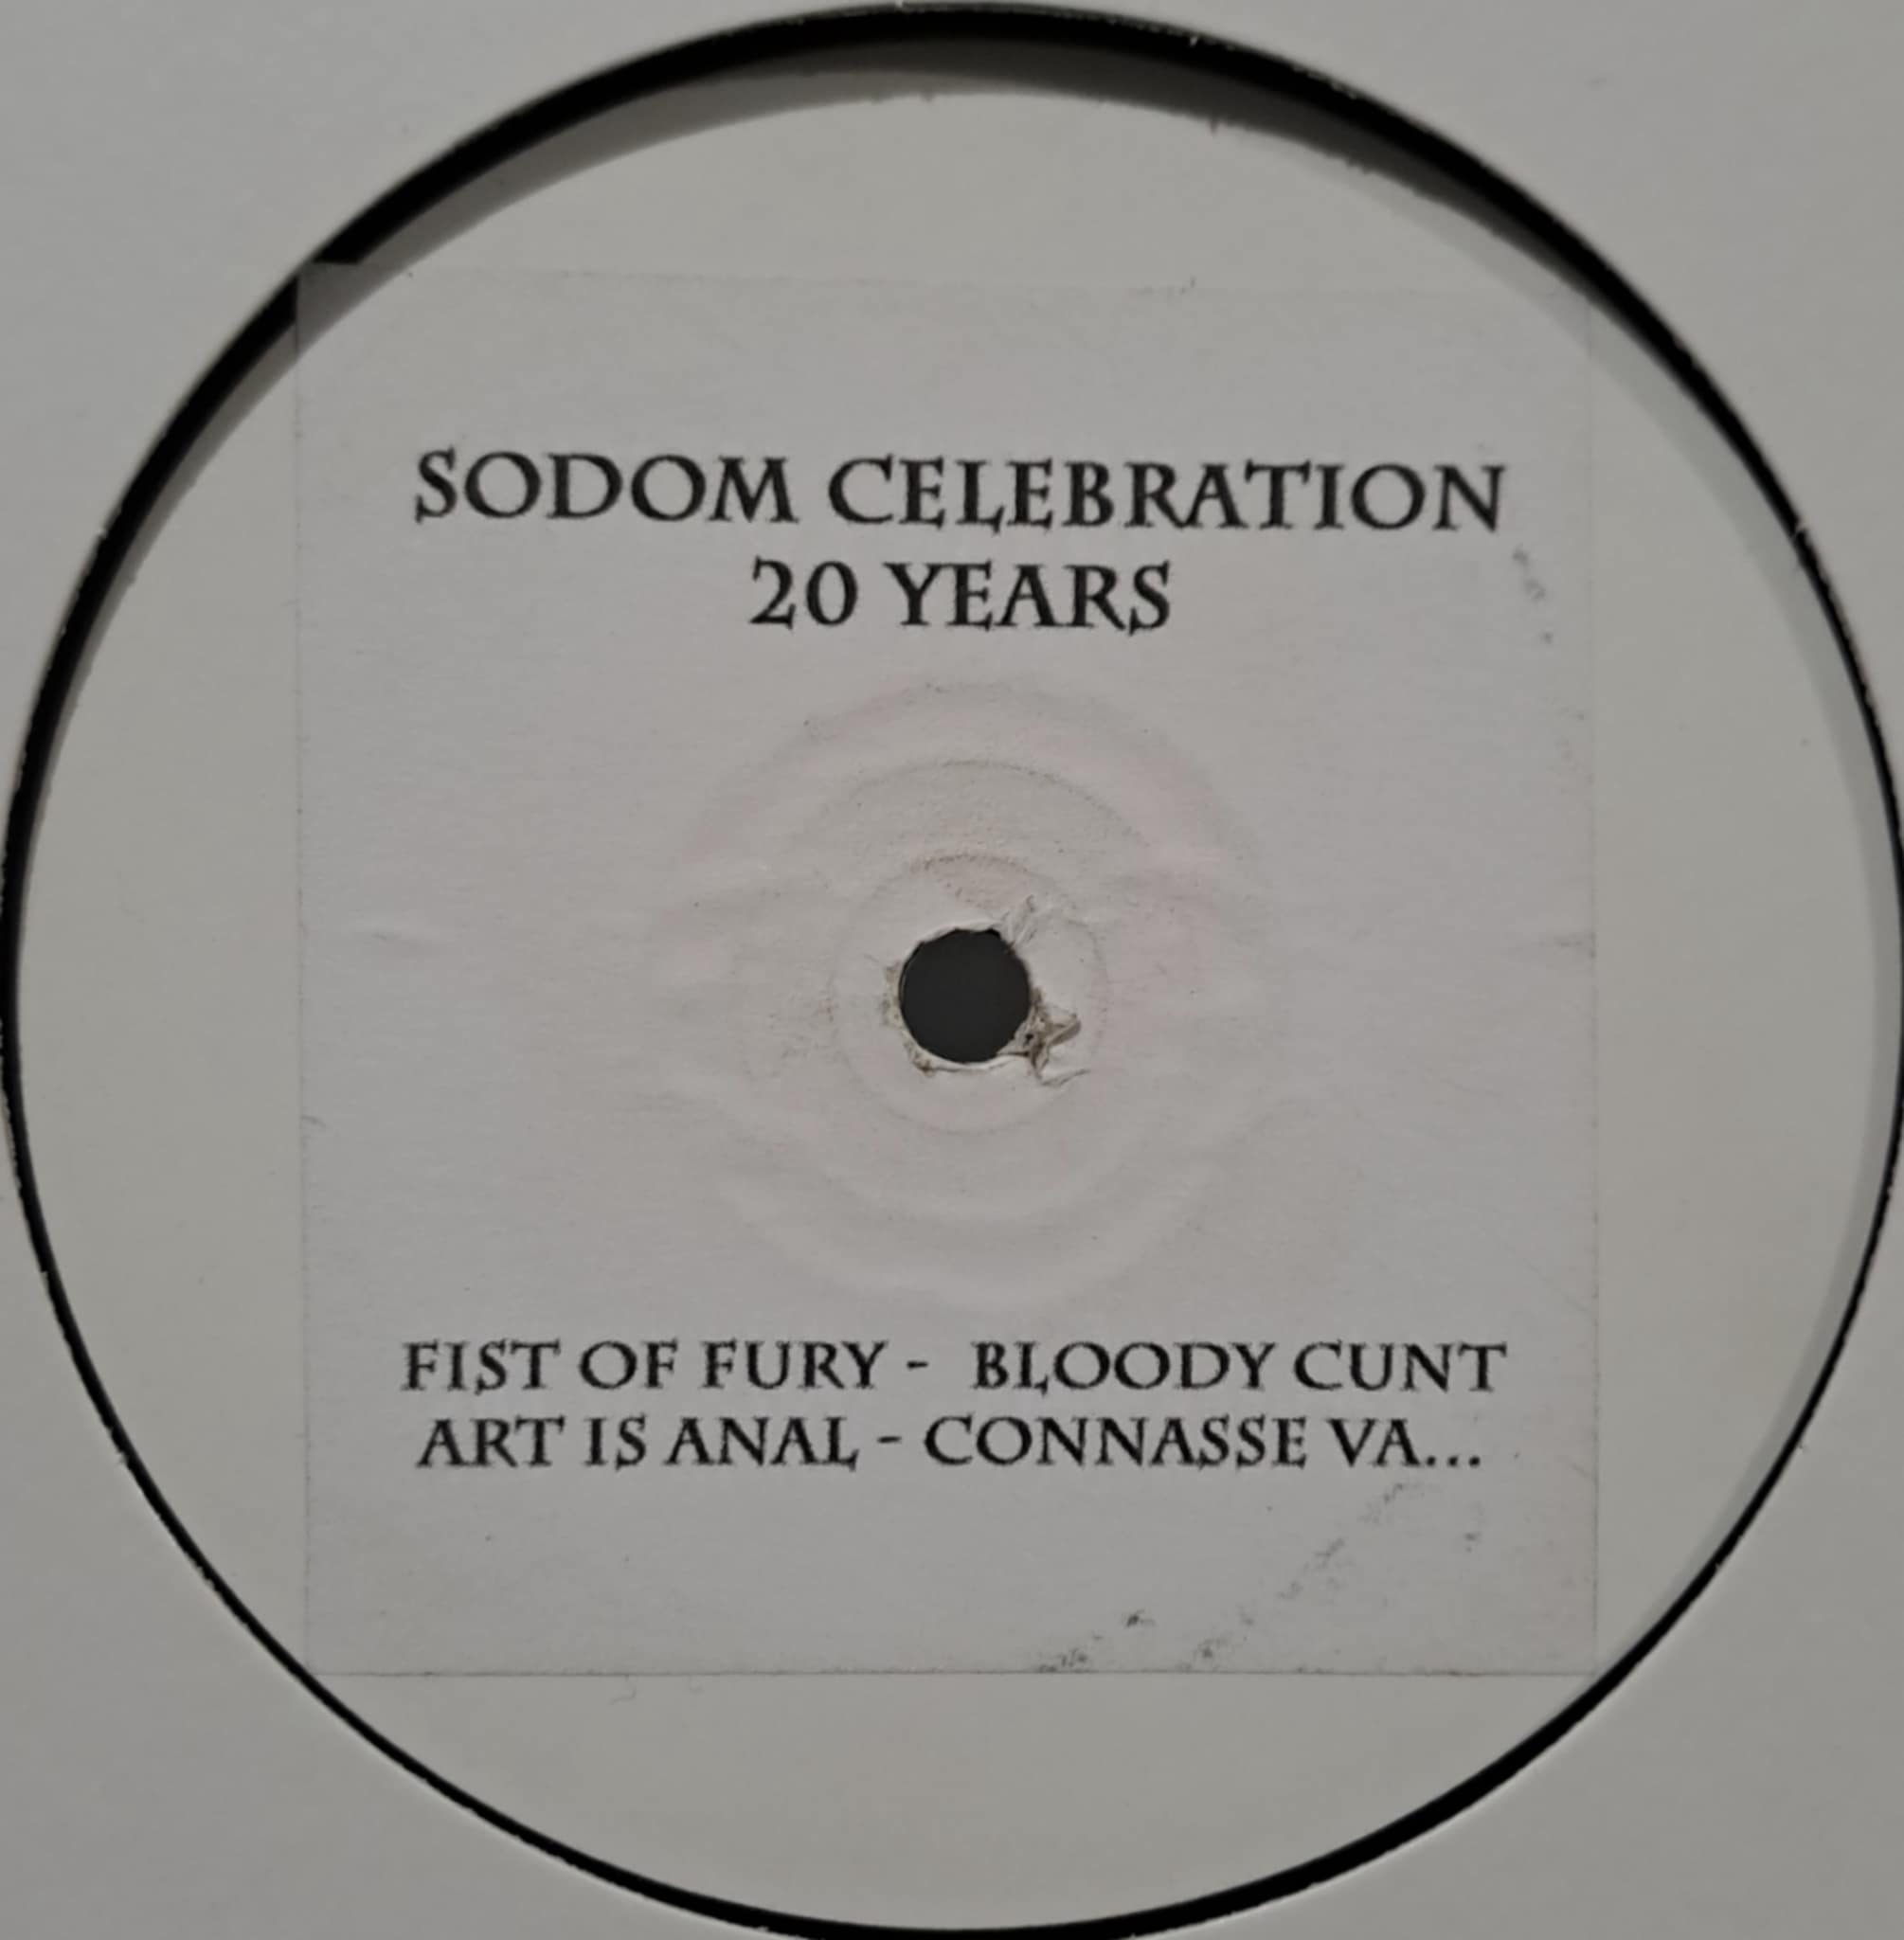 SODOM CELEBRATION
20 YEARS
FIST OF FURY - BLOODY CUNT
ART IS ANAL - CONNASSE VA...